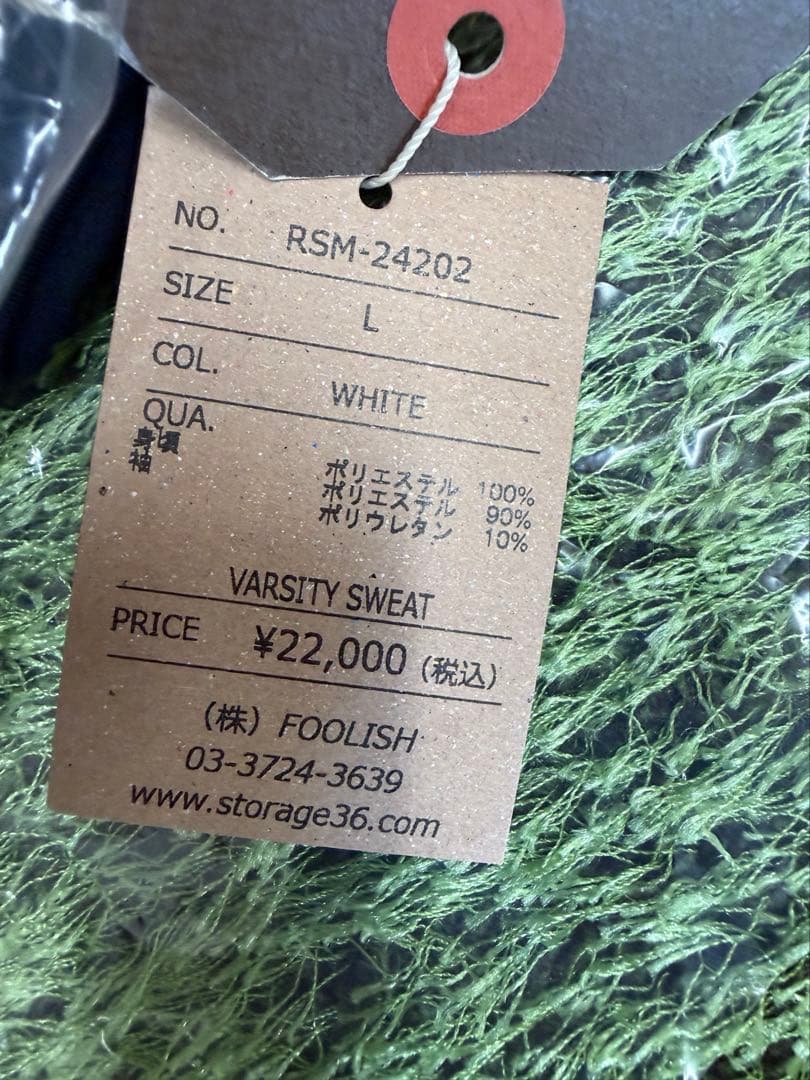 NO. RSM-24202
SIZE L
COL. WHITE
QUA.
身頃 ポリエステル 100%
袖 ポリエステル 90%
ポリウレタン 10%
VARSITY SWEAT
PRICE ¥22,000 (税込)
(株) FOOLISH
03-3724-3639
www.storage36.com